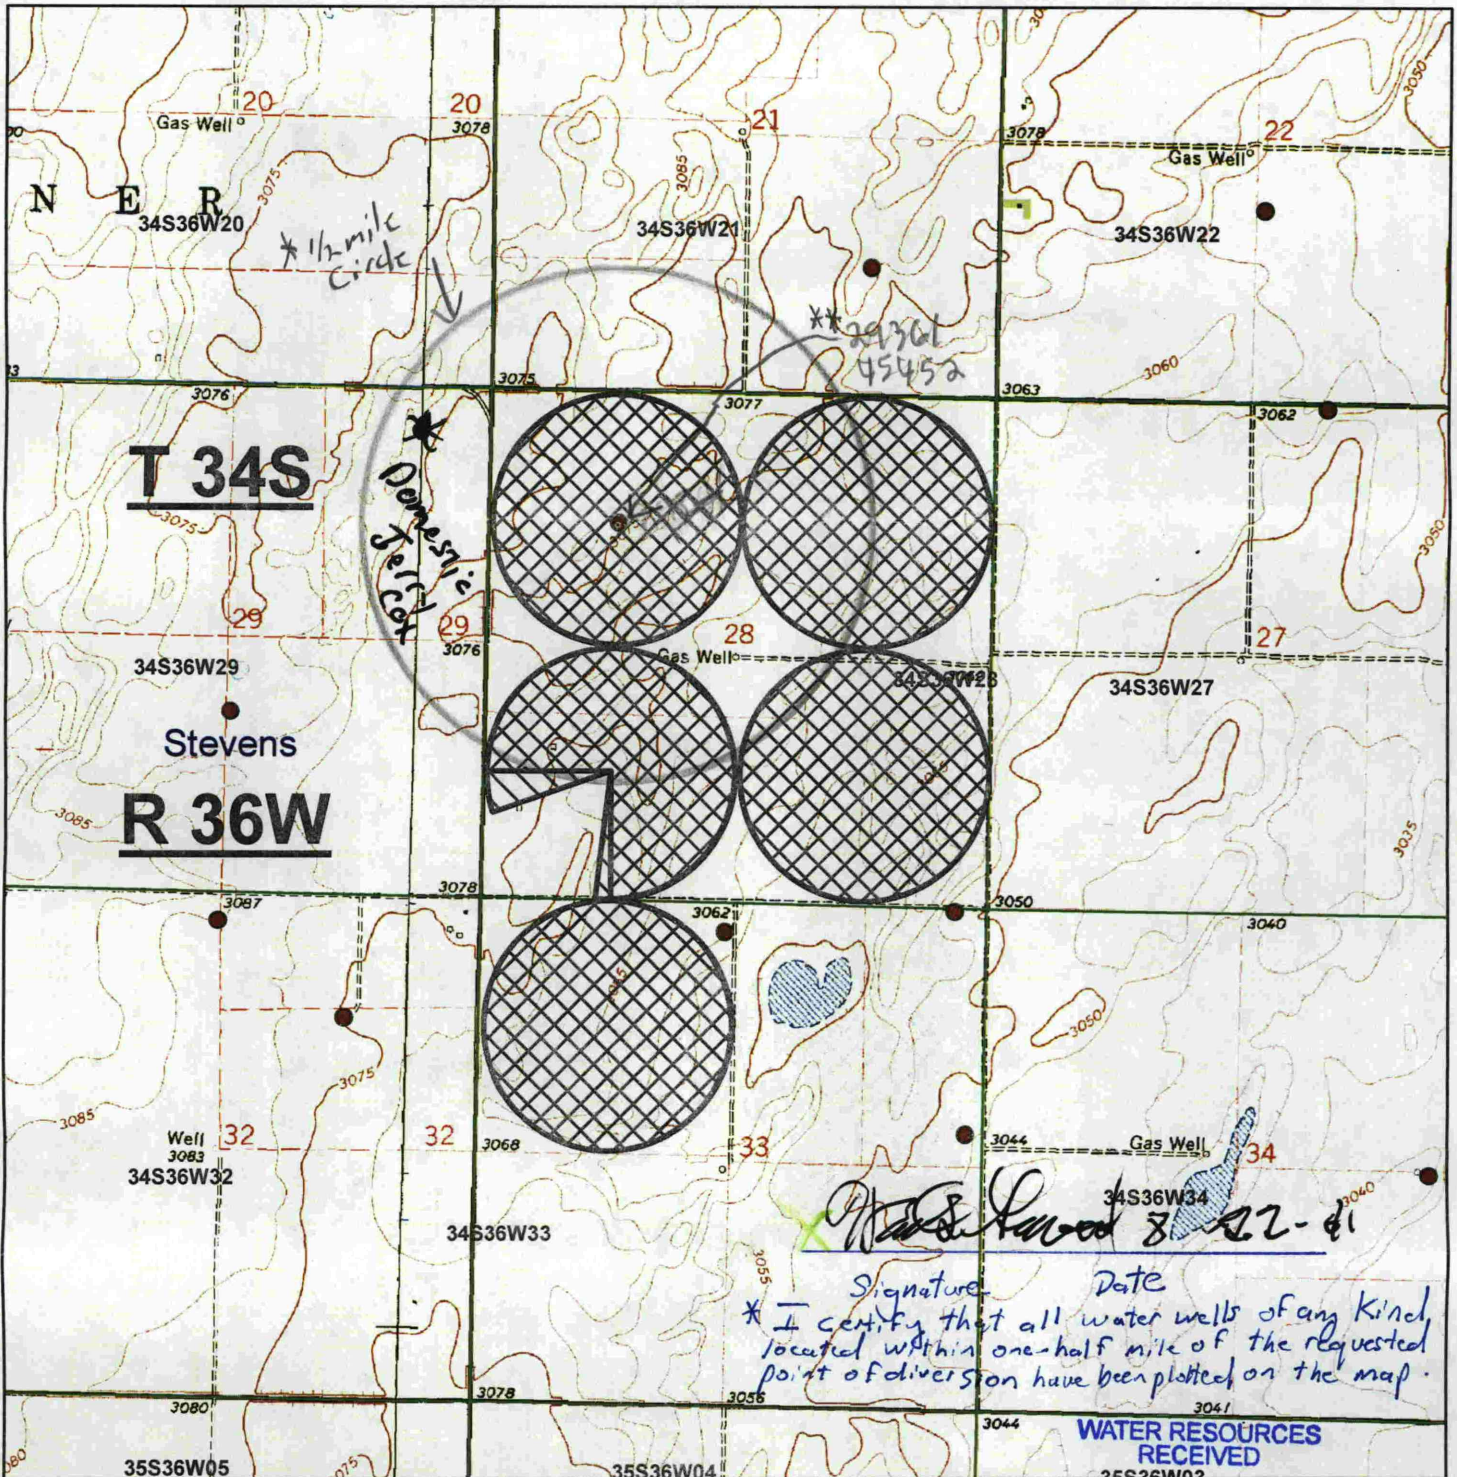 20
20
3078
Gas Well
21
3078
22
Gas Well
3050
3075
3085
N E R
34S36W20
34S36W21
34S36W22
* 1/2 mile
Circle
** 29361
45452
3060
3076
3075
3077
3063
3062
T 34S
3075
*
Domestic
Jerry
Cox
3050
29
29
3076
28
27
Gas Well
34S36W29
34S36W28
34S36W27
Stevens
R 36W
3085
3045
3035
3078
3087
3062
3050
3040
3050
3075
3085
Well
3083
32
32
3068
33
3044
Gas Well
34
34S36W32
34S36W34
3040
34S36W33
X
3055
Signature Date
* I certify that all water wells of any kind
located within one-half mile of the requested
point of diversion have been plotted on the map.
3080
3078
3056
3044
3041
WATER RESOURCES
RECEIVED
35S36W05
35S36W04
35S36W03
3075